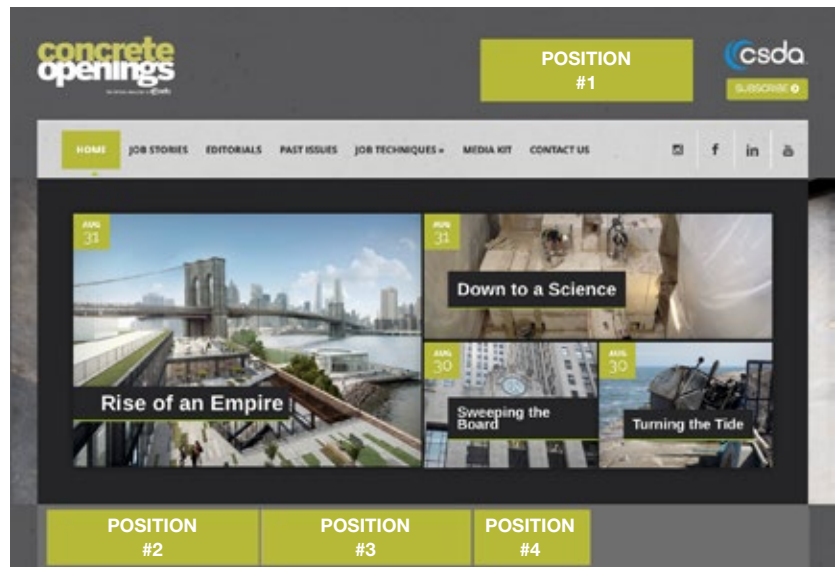 concrete
openings
POSITION
#1
csda
SUBSCRIBE
HOME
JOB STORIES
EDITORIALS
PAST ISSUES
JOB TECHNIQUES »
MEDIA KIT
CONTACT US
f
in
AUG
31
Rise of an Empire
AUG
31
Down to a Science
AUG
30
Sweeping the
Board
AUG
30
Turning the Tide
POSITION
#2
POSITION
#3
POSITION
#4